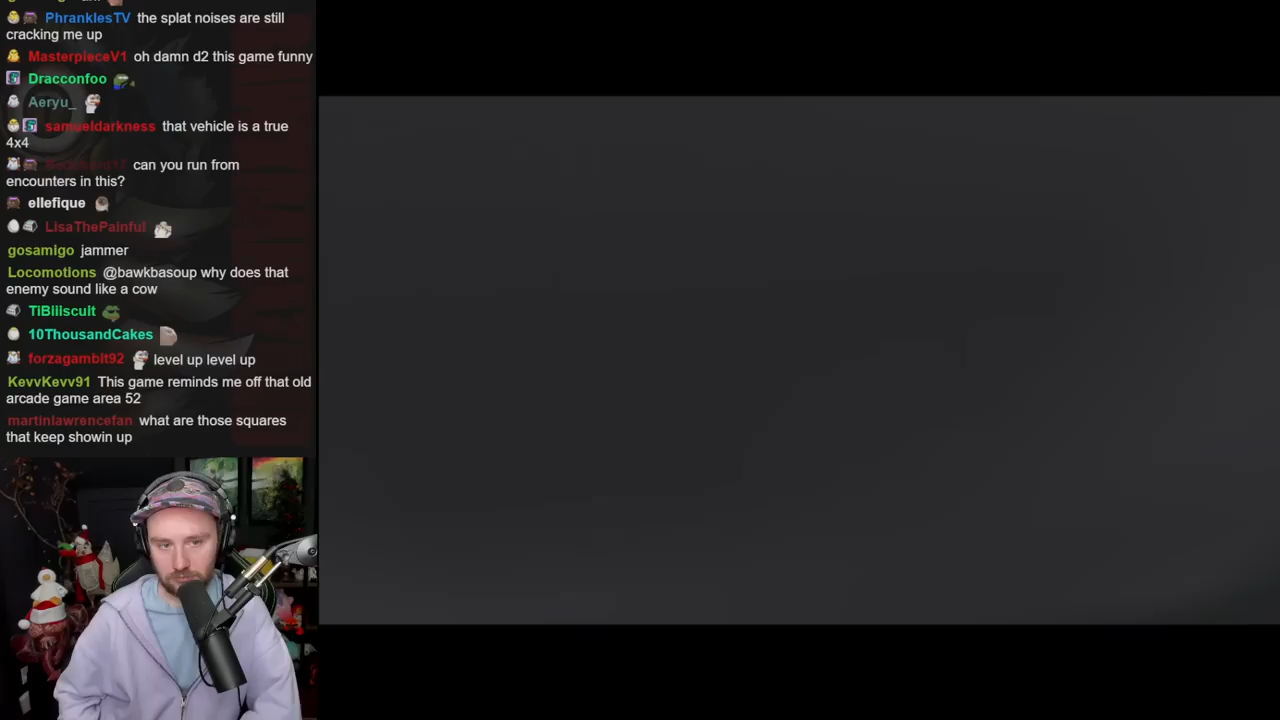 PhranklesTV the splat noises are still
cracking me up
MasterpieceV1 oh damn d2 this game funny
Dracconfoo
Aeryu_
samueldarkness that vehicle is a true
4x4
can you run from
encounters in this?
ellefique
LisaThePainful
gosamigo jammer
Locomotions @bawkbasoup why does that
enemy sound like a cow
TiBillscult
10ThousandCakes
forzagambit92 level up level up
KevvKevv91 This game reminds me off that old
arcade game area 52
martinlawrencefan what are those squares
that keep showin up